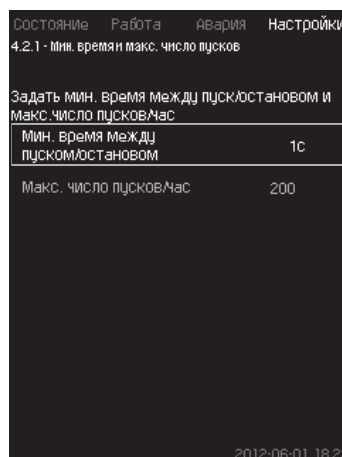 Состояние Работа Авария Настройки
4.2.1 - Мин. время и макс. число пусков
Задать мин. время между пуск/остановом и
макс.число пусков/час
Мин. время между
пуском/остановом
1с
Макс. число пусков/час
200
2012-06-01 18:2